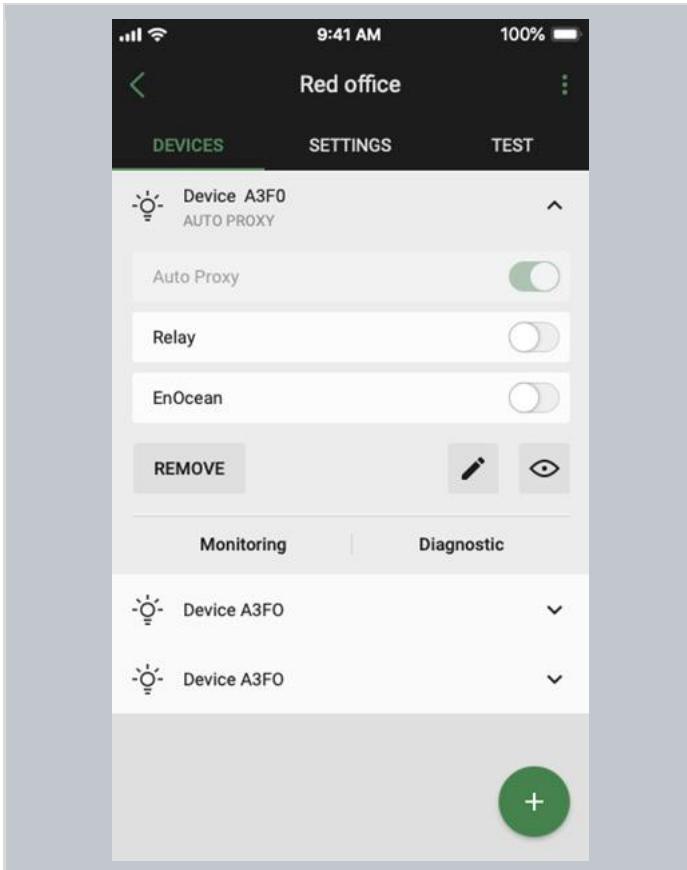 9:41 AM 100%
Red office
DEVICES SETTINGS TEST
Device A3F0
AUTO PROXY
Auto Proxy
Relay
EnOcean
REMOVE
Monitoring Diagnostic
Device A3FO
Device A3FO
+